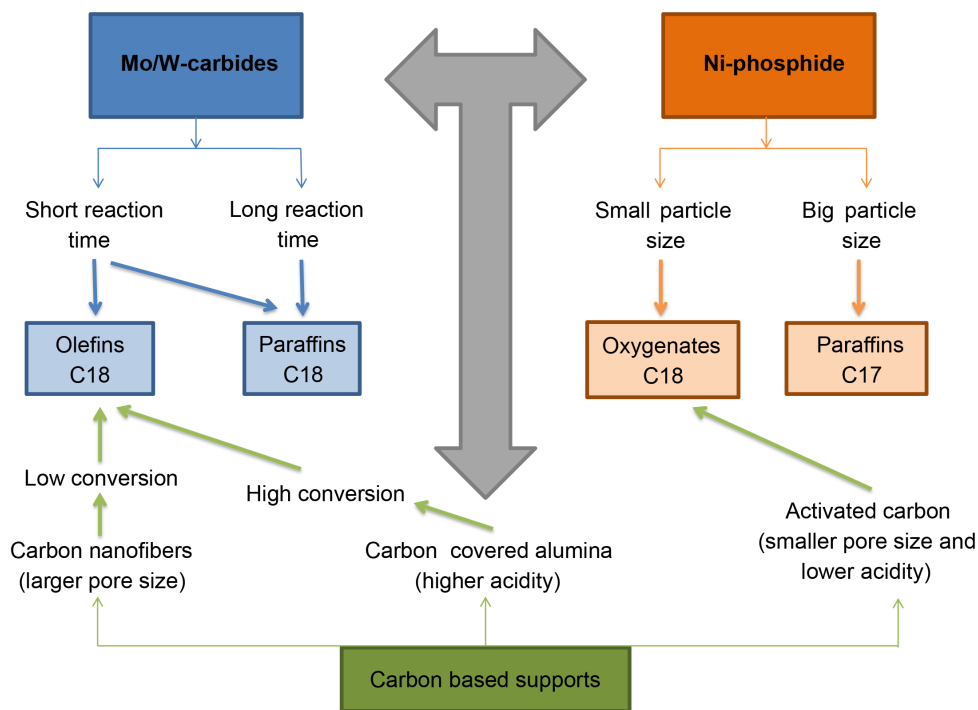 Mo/W-carbides
Ni-phosphide
Short reaction
time
Long reaction
time
Small particle
size
Big particle
size
Olefins
C18
Paraffins
C18
Oxygenates
C18
Paraffins
C17
Low conversion
High conversion
Carbon nanofibers
(larger pore size)
Carbon covered alumina
(higher acidity)
Activated carbon
(smaller pore size and
lower acidity)
Carbon based supports